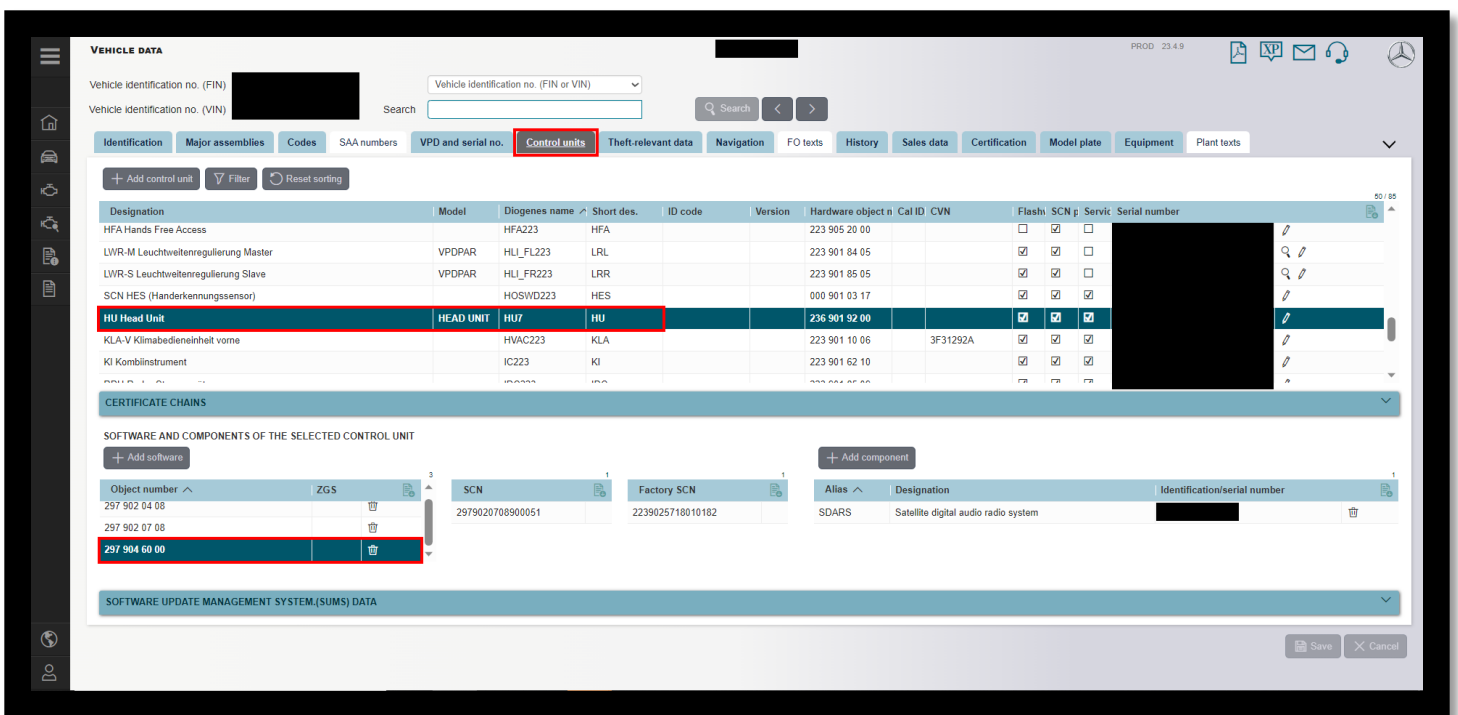 VEHICLE DATA
PROD 23.4.9
XP
Vehicle identification no. (FIN)
Vehicle identification no. (FIN or VIN)
Vehicle identification no. (VIN)
Search
Search
Identification Major assemblies Codes SAA numbers VPD and serial no. Control units Theft-relevant data Navigation FO texts History Sales data Certification Model plate Equipment Plant texts
Add control unit Filter Reset sorting
50 / 85
Designation Model Diogenes name Short des. ID code Version Hardware object n Cal ID CVN Flash SCN p Servic Serial number
HFA Hands Free Access HFA223 HFA 223 905 20 00
LWR-M Leuchtweitenregulierung Master VPDPAR HLI_FL223 LRL 223 901 84 05
LWR-S Leuchtweitenregulierung Slave VPDPAR HLI_FR223 LRR 223 901 85 05
SCN HES (Handerkennungssensor) HOSWD223 HES 000 901 03 17
HU Head Unit HEAD UNIT HU7 HU 236 901 92 00
KLA-V Klimabedieneinheit vorne HVAC223 KLA 223 901 10 06 3F31292A
KI Kombiinstrument IC223 KI 223 901 62 10
CERTIFICATE CHAINS
SOFTWARE AND COMPONENTS OF THE SELECTED CONTROL UNIT
Add software Add component
3 1 1 1
Object number ZGS SCN Factory SCN Alias Designation Identification/serial number
297 902 04 08
2979020708900051 2239025718010182 SDARS Satellite digital audio radio system
297 902 07 08
297 904 60 00
SOFTWARE UPDATE MANAGEMENT SYSTEM.(SUMS) DATA
Save Cancel